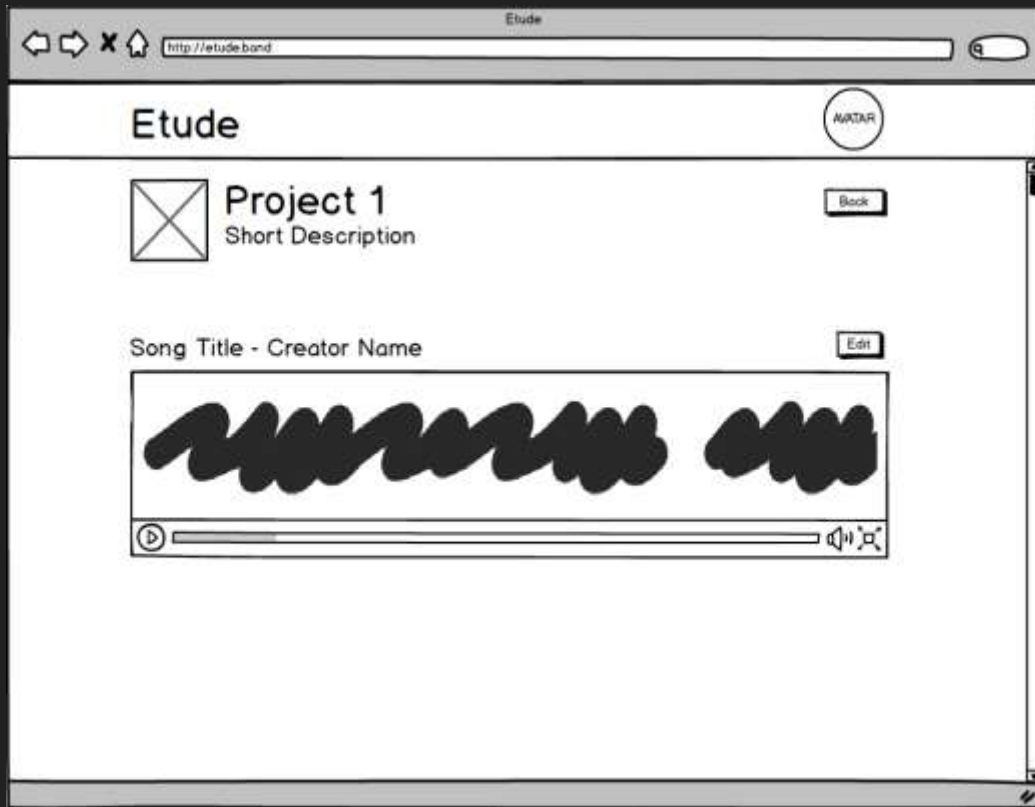 Etude
http://etude.band
Etude
AVATAR
Project 1
Back
Short Description
Song Title - Creator Name
Edit